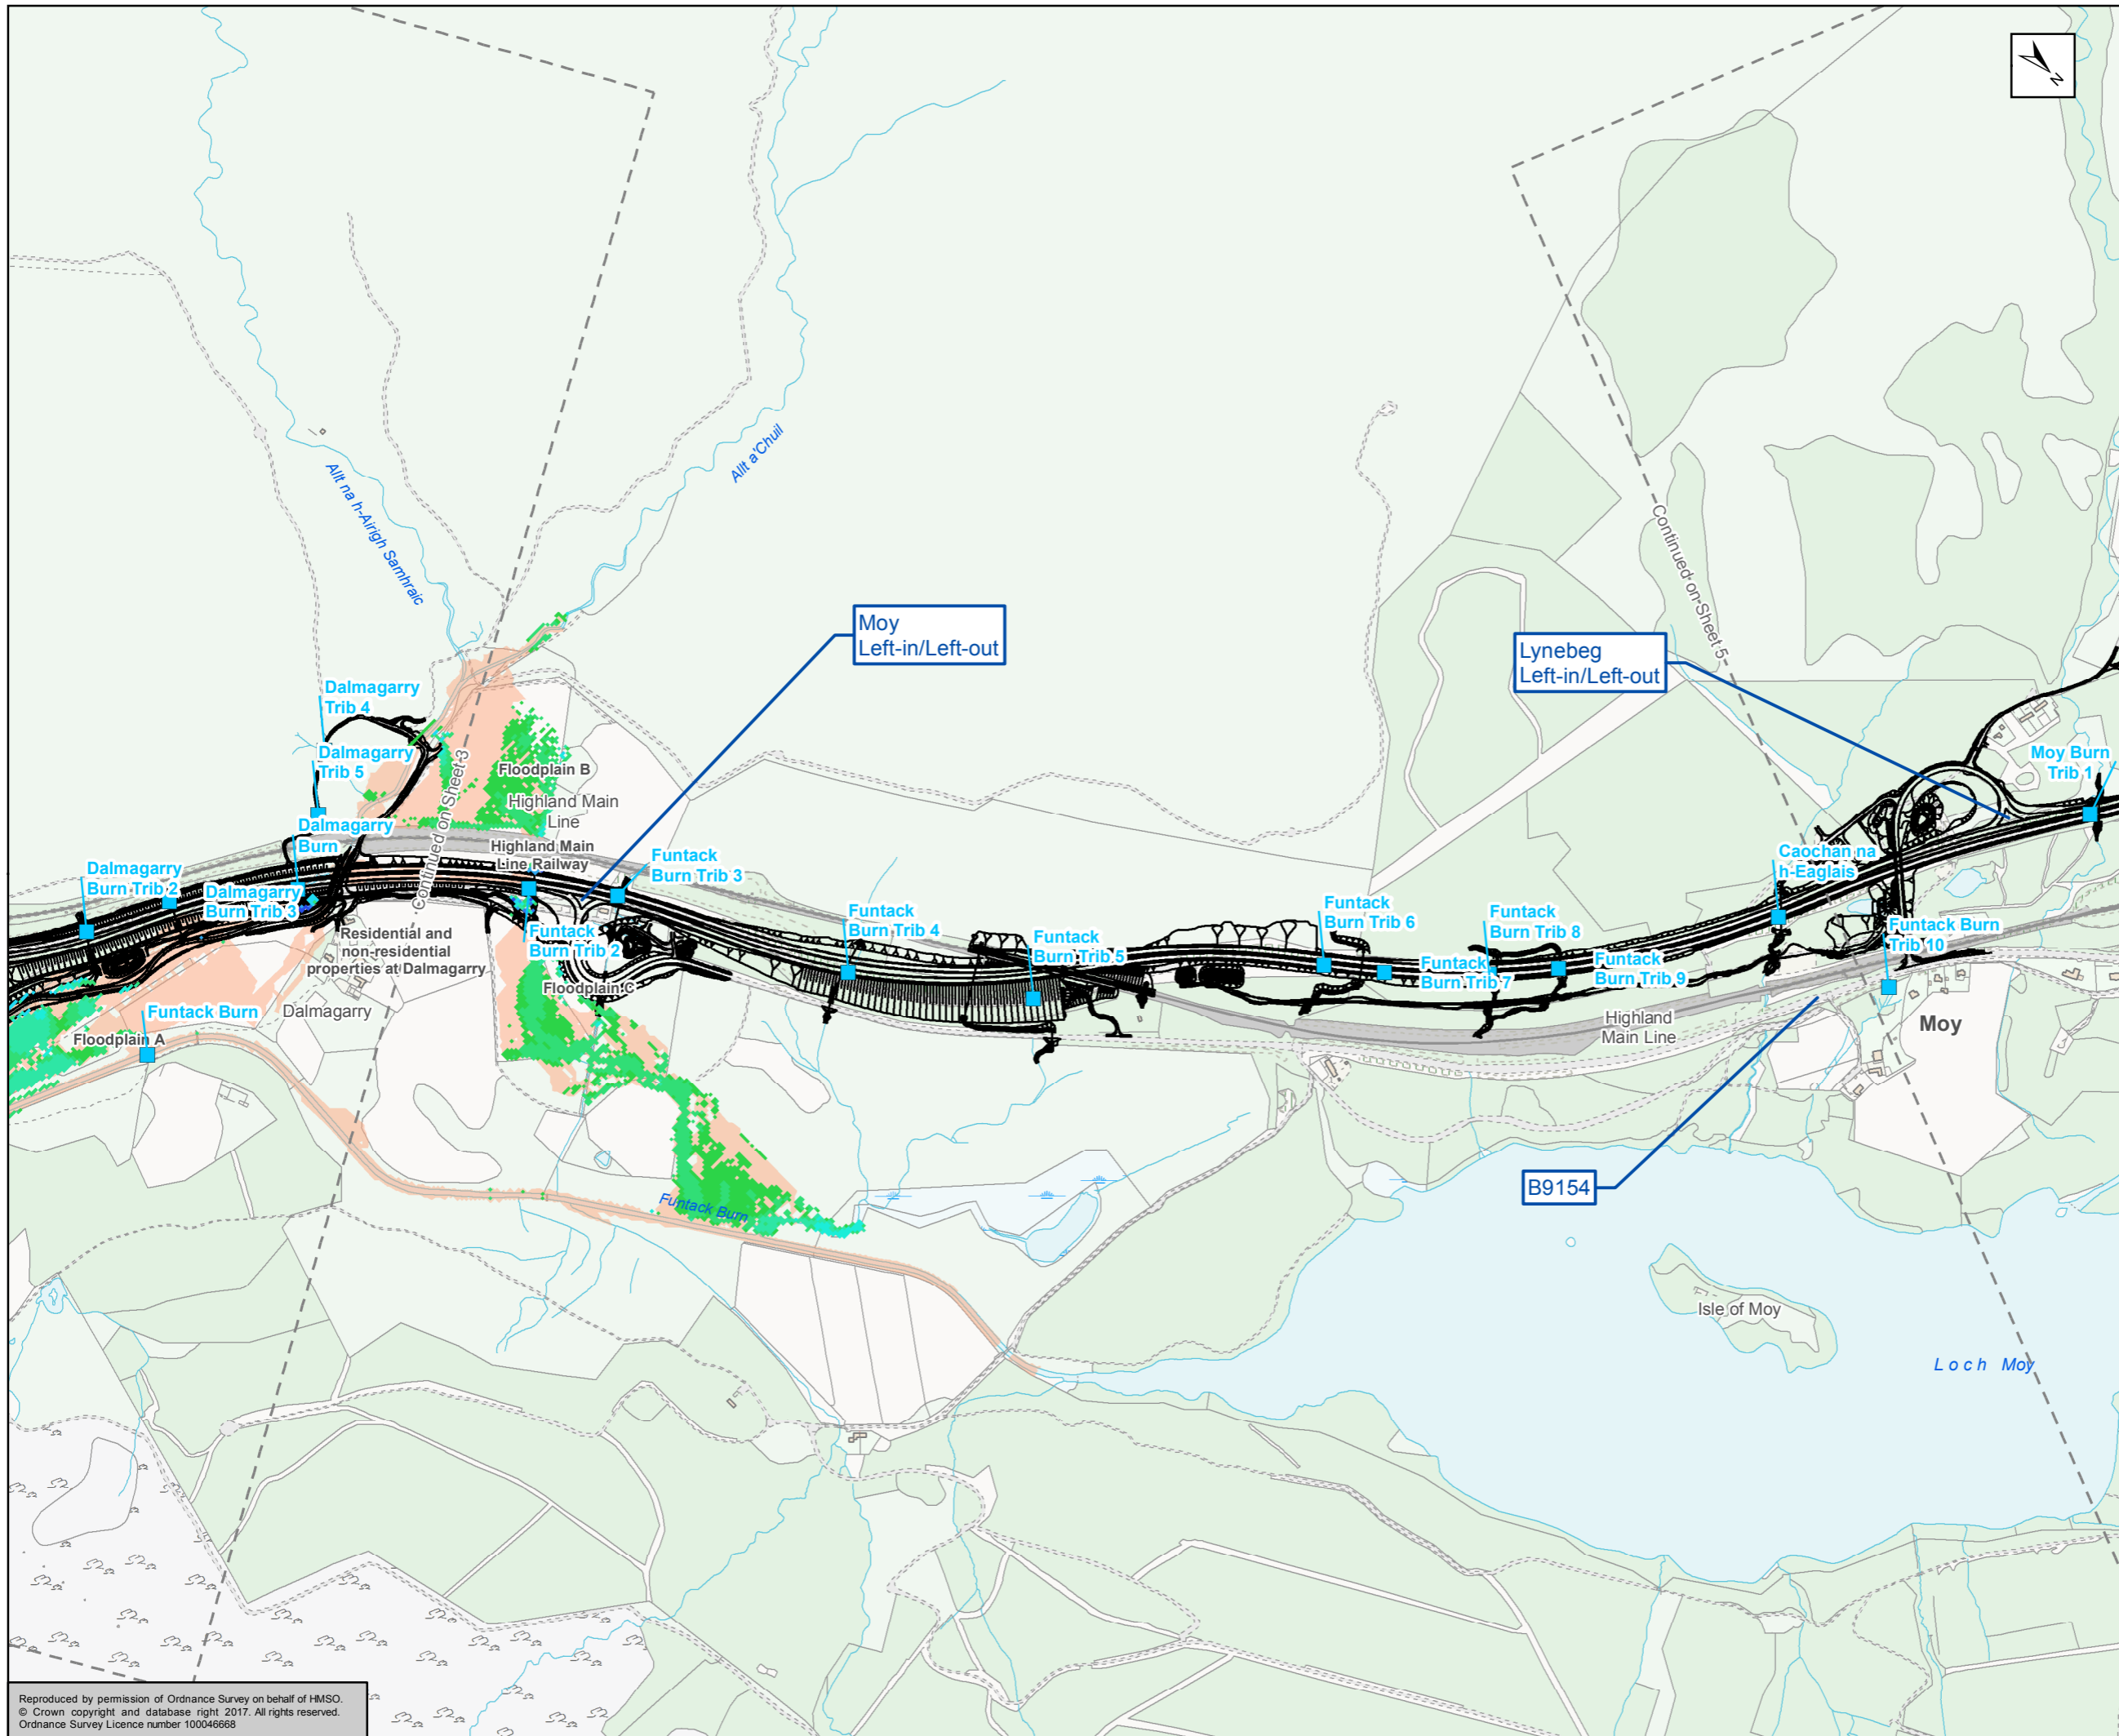 N
Allt na h-Airigh Samhraic
Allt a'Chuil
Continued on Sheet 5
Moy
Left-in/Left-out
Lynebeg
Left-in/Left-out
Dalmagarry
Trib 4
Dalmagarry
Trib 5
Continued on Sheet 3
Floodplain B
Highland Main
Line
Moy Burn
Trib 1
Dalmagarry
Burn
Highland Main
Line Railway
Funtack
Burn Trib 3
Caochan na
h-Eaglais
Dalmagarry
Burn Trib 2
Dalmagarry
Burn Trib 3
Funtack
Burn Trib 4
Funtack
Burn Trib 6
Funtack
Burn Trib 8
Funtack Burn
Trib 10
Residential and
non-residential
properties at Dalmagarry
Funtack
Burn Trib 2
Funtack
Burn Trib 5
Funtack
Burn Trib 7
Funtack
Burn Trib 9
Floodplain C
Dalmagarry
Funtack Burn
Floodplain A
Highland
Main Line
Moy
B9154
Funtack Burn
Isle of Moy
Loch Moy
Reproduced by permission of Ordnance Survey on behalf of HMSO.
© Crown copyright and database right 2017. All rights reserved.
Ordnance Survey Licence number 100046668